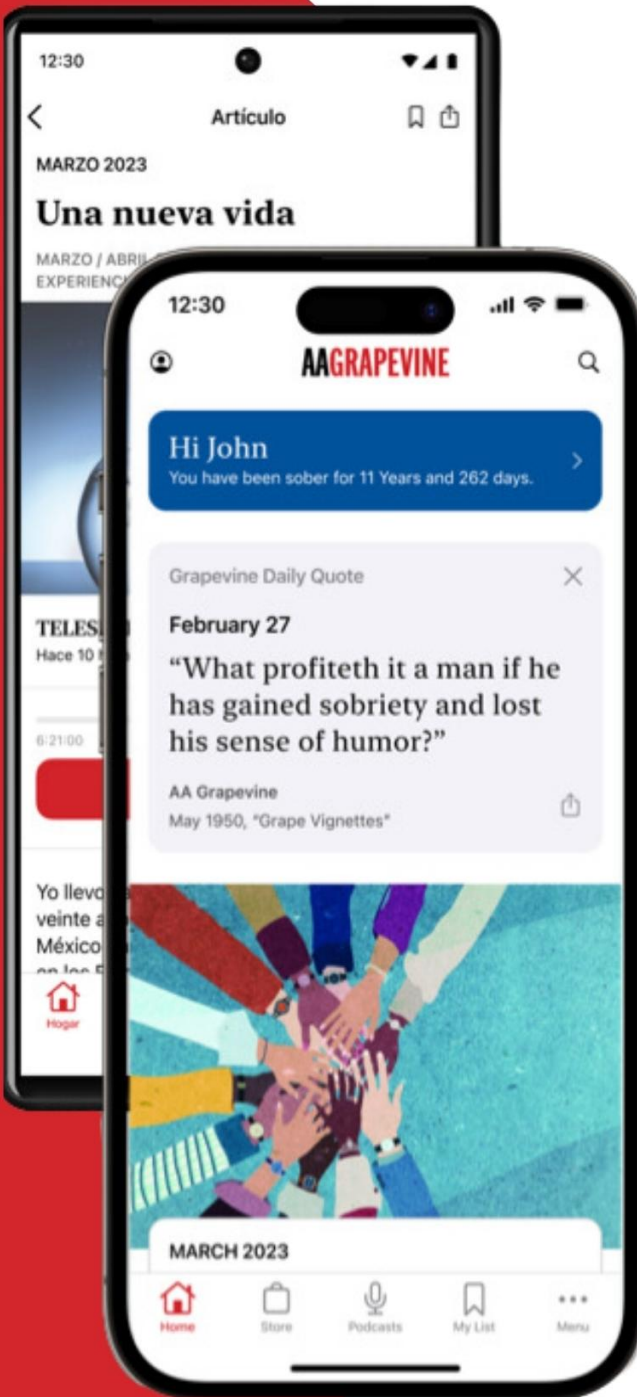 12:30
Artículo
MARZO 2023
Una nueva vida
MARZO / ABRIL
TELES
Hace 10
6:21:00
Yo llevo
veinte
México
en los
Hogar
12:30
AAGRAPEVINE
Hi John
You have been sober for 11 Years and 262 days.
Grapevine Daily Quote
February 27
“What profiteth it a man if he
has gained sobriety and lost
his sense of humor?”
AA Grapevine
May 1950, “Grape Vignettes”
MARCH 2023
Home
Store
Podcasts
My List
Menu